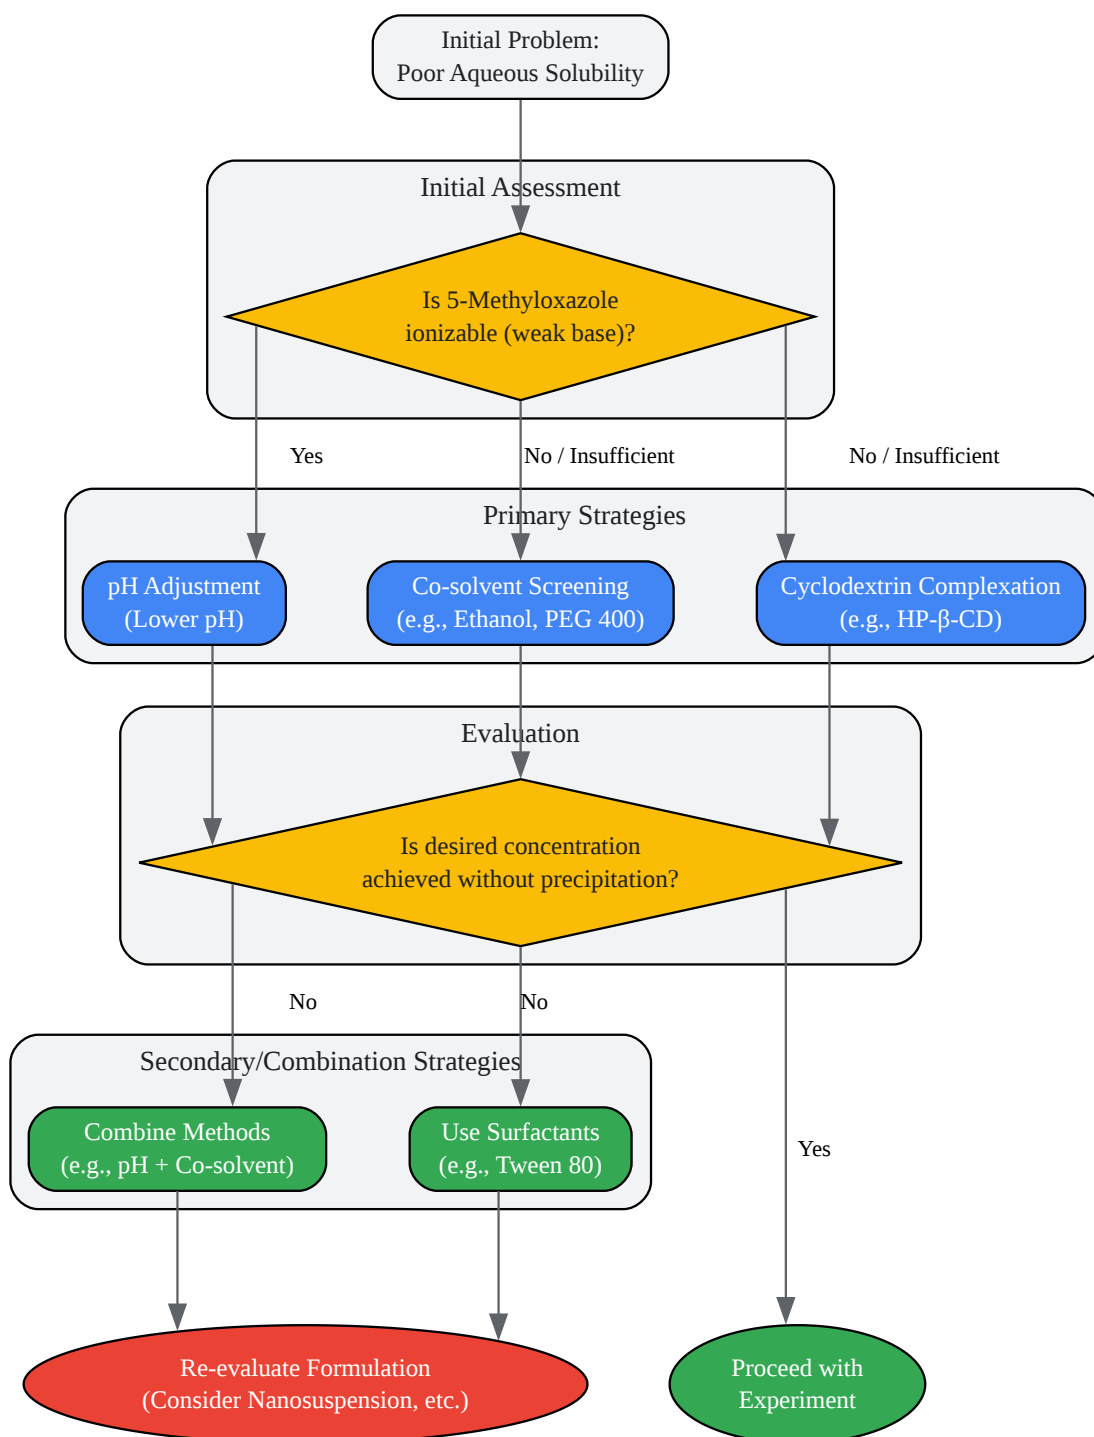 Initial Problem:
Poor Aqueous Solubility
Initial Assessment
Is 5-Methyloxazole
ionizable (weak base)?
Yes
No / Insufficient
No / Insufficient
Primary Strategies
pH Adjustment
(Lower pH)
Co-solvent Screening
(e.g., Ethanol, PEG 400)
Cyclodextrin Complexation
(e.g., HP-β-CD)
Evaluation
Is desired concentration
achieved without precipitation?
No
No
Yes
Secondary/Combination Strategies
Combine Methods
(e.g., pH + Co-solvent)
Use Surfactants
(e.g., Tween 80)
Re-evaluate Formulation
(Consider Nanosuspension, etc.)
Proceed with
Experiment